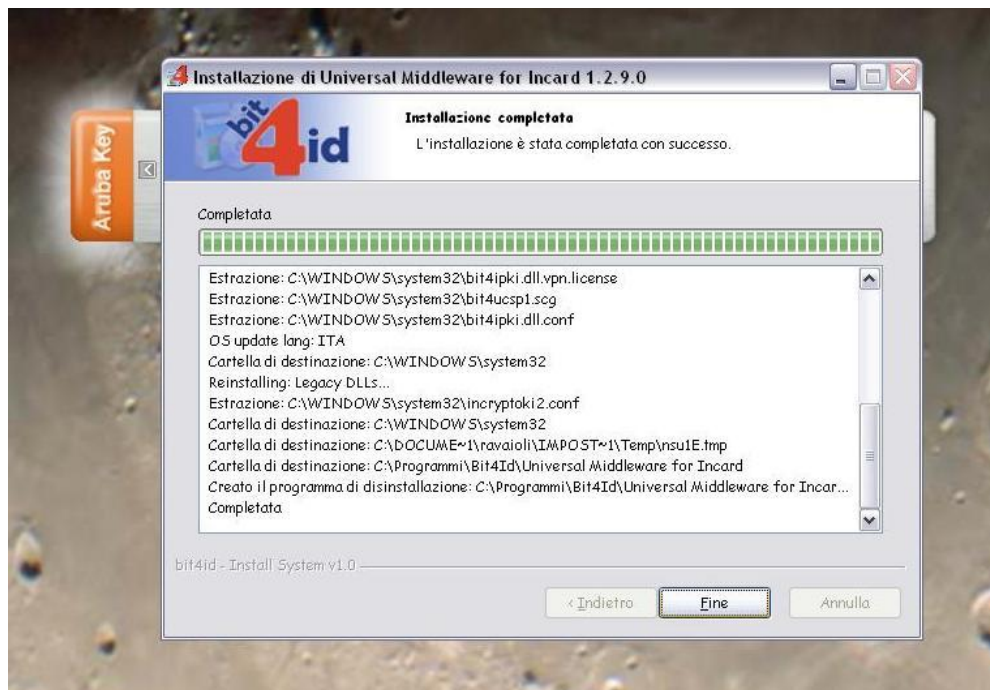 Installazione di Universal Middleware for Incard 1.2.9.0
bit4id
Installazione completata
L'installazione è stata completata con successo.
Aruba Key
Completata
Estrazione: C:\WINDOWS\system32\bit4ipki.dll.vpn.license
Estrazione: C:\WINDOWS\system32\bit4ucsp1.scg
Estrazione: C:\WINDOWS\system32\bit4ipki.dll.conf
OS update lang: ITA
Cartella di destinazione: C:\WINDOWS\system32
Reinstalling: Legacy DLLs...
Estrazione: C:\WINDOWS\system32\incryptoki2.conf
Cartella di destinazione: C:\WINDOWS\system32
Cartella di destinazione: C:\DOCUME~1\ravaioli\IMPOST~1\Temp\nsu1E.tmp
Cartella di destinazione: C:\Programmi\Bit4Id\Universal Middleware for Incard
Creato il programma di disinstallazione: C:\Programmi\Bit4Id\Universal Middleware for Incar...
Completata
bit4id - Install System v1.0
< Indietro
Fine
Annulla